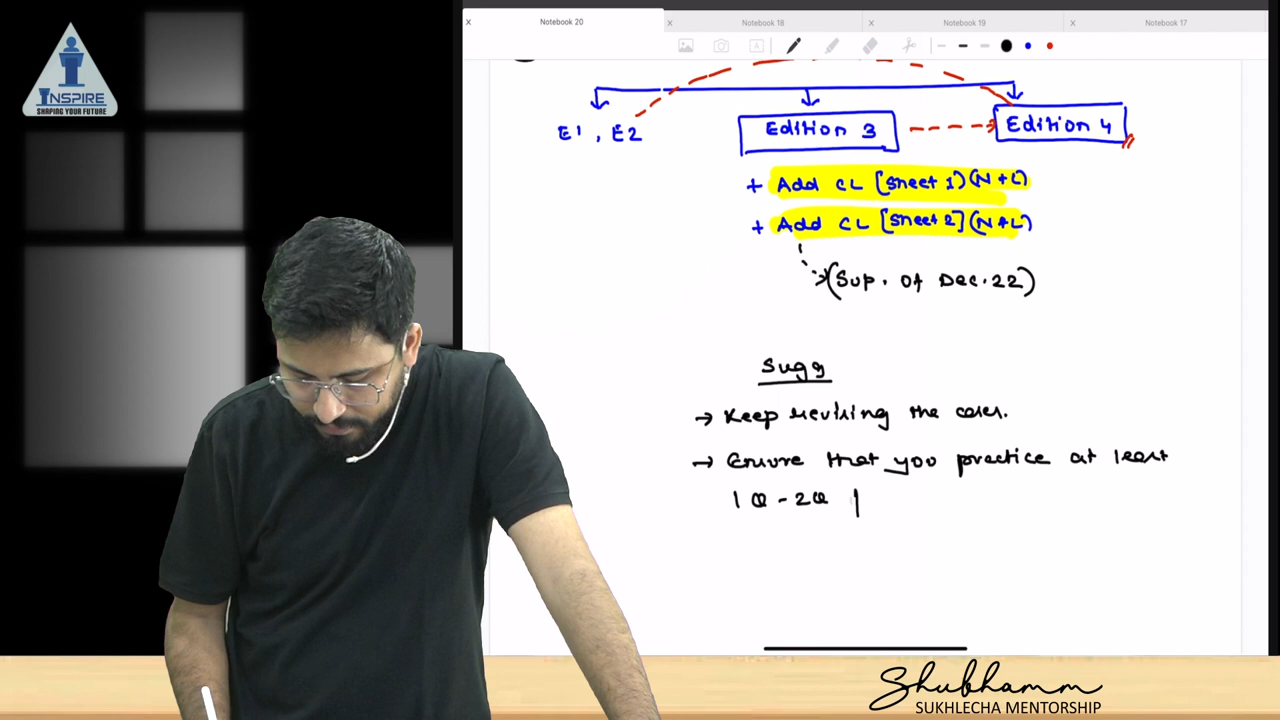 INSPIRE
SHAPING YOUR FUTURE
Notebook 20
Notebook 18
Notebook 19
Notebook 17
E1, E2
Edition 3
Edition 4
+ Add CL [Sheet 1) (N+L)
+ Add CL [Sheet 2] (N+L)
(Sup. Of Dec. 22)
Sugg
→ Keep revising the cases.
→ Ensure that you practice at least
1Q - 2Q
Shubhamm
SUKHLECHA MENTORSHIP